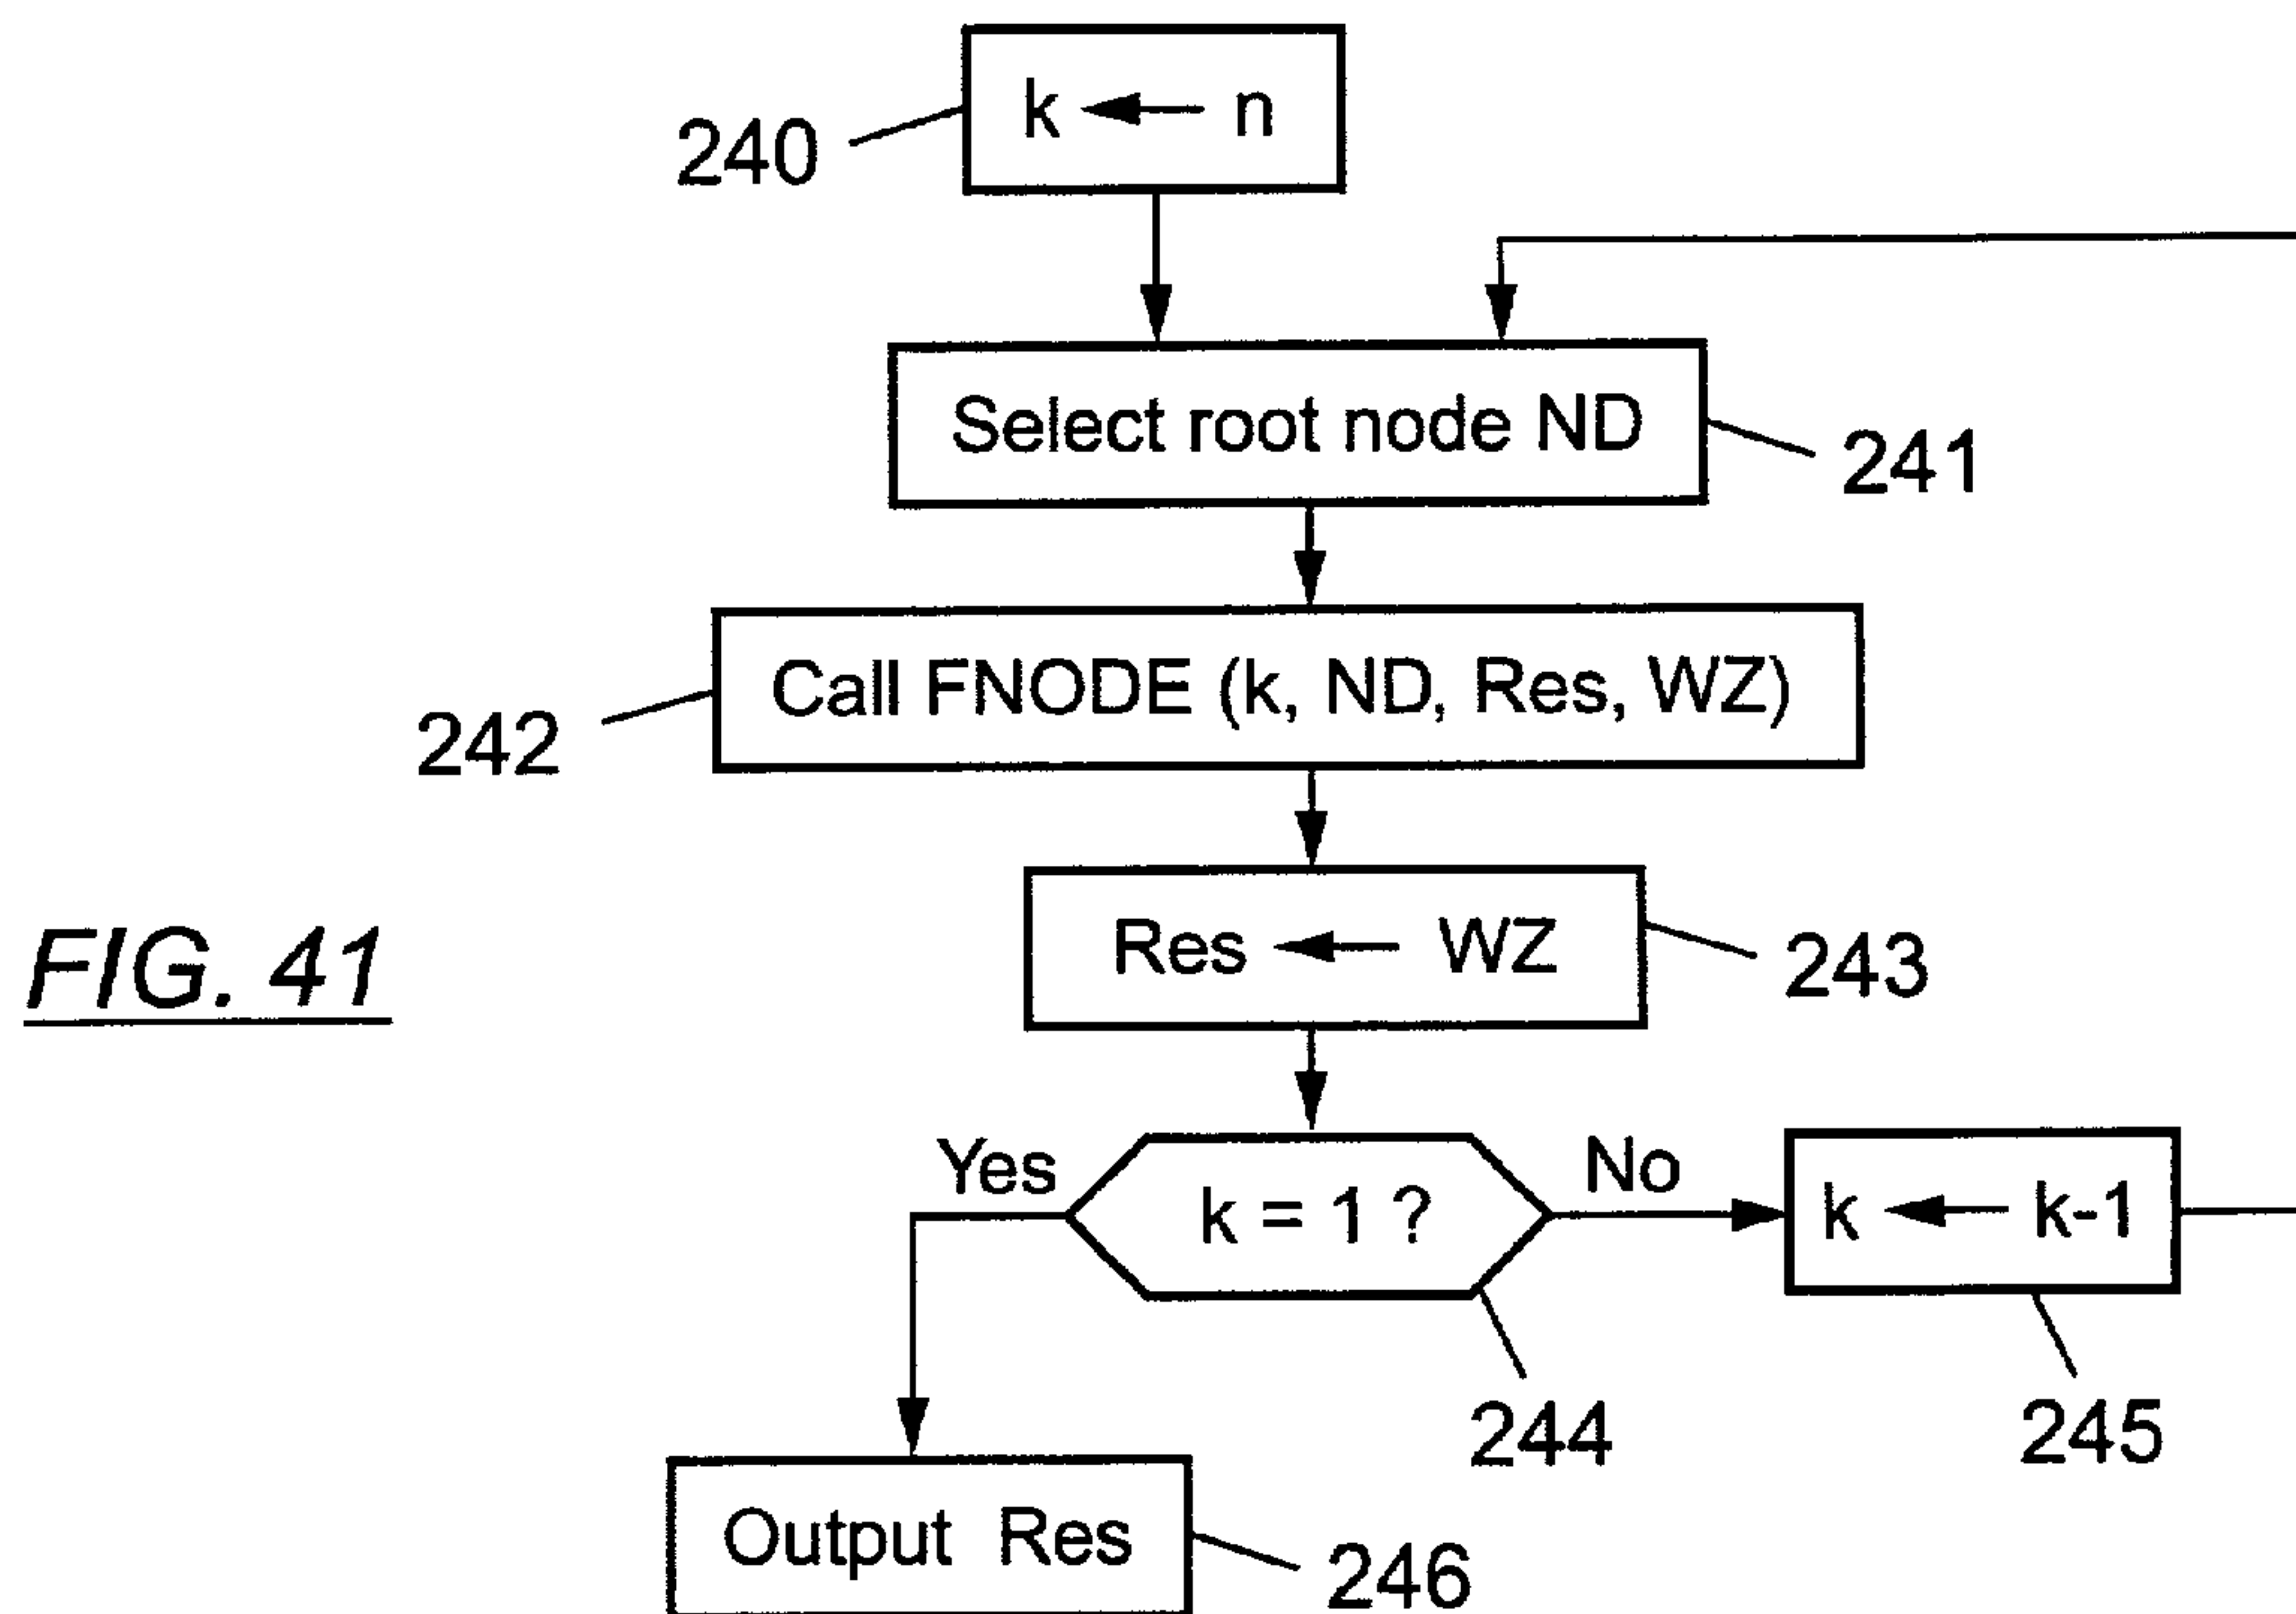 k ← n
240
Select root node ND
241
Call FNODE (k, ND, Res, WZ)
242
Res ← WZ
243
FIG. 41
Yes
k = 1 ?
No
k ← k-1
244
245
Output Res
246